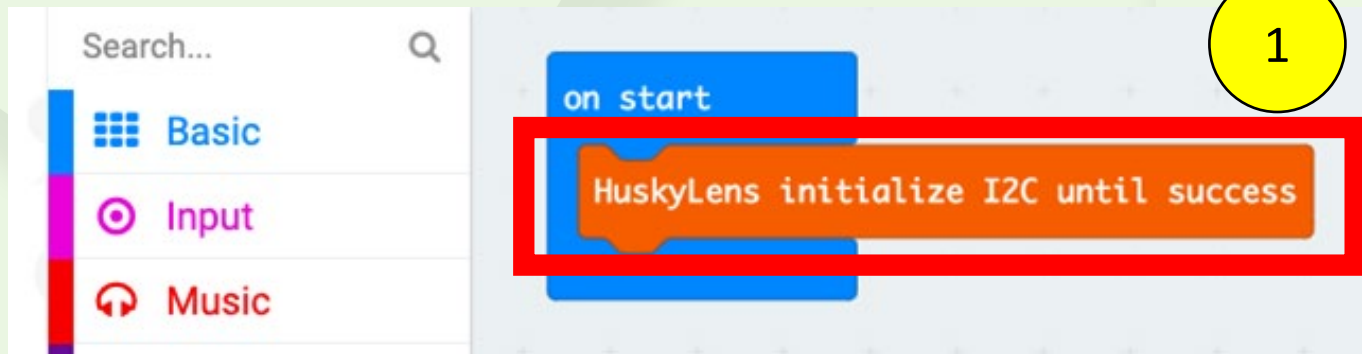 Search...
Basic
Input
Music
on start
HuskyLens initialize I2C until success
1